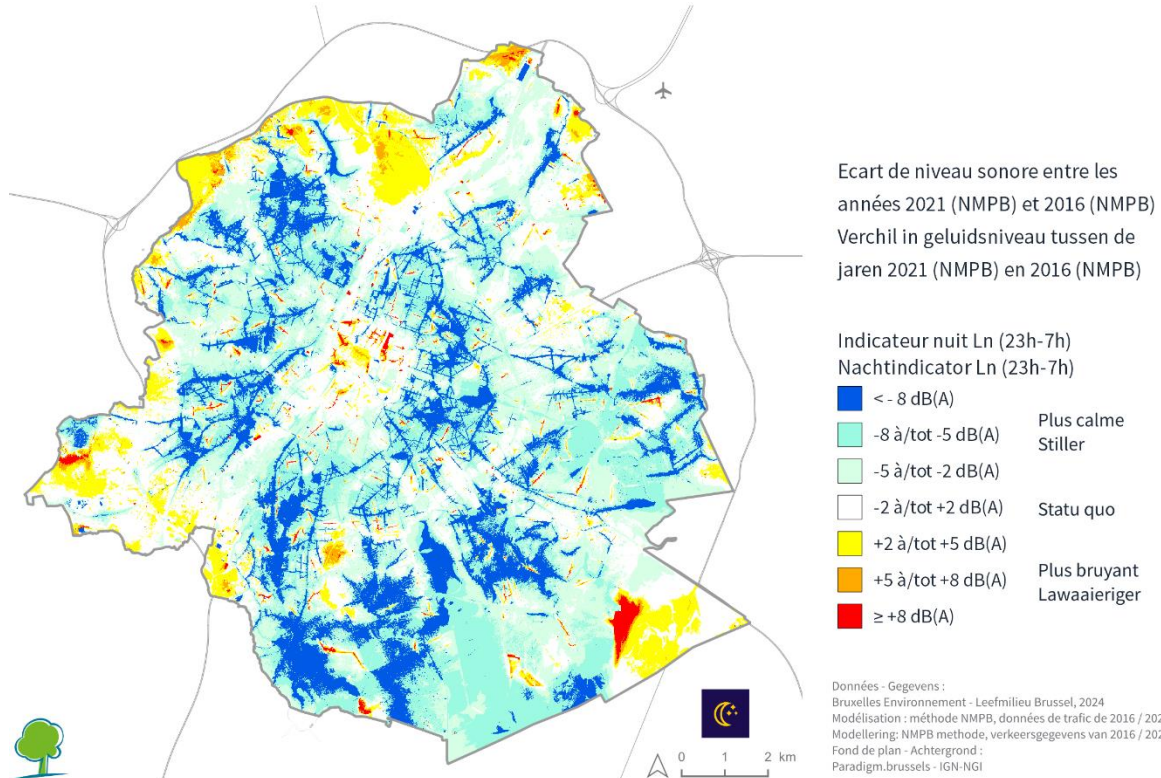 Ecart de niveau sonore entre les
années 2021 (NMPB) et 2016 (NMPB)
Verchil in geluidsniveau tussen de
jaren 2021 (NMPB) en 2016 (NMPB)
Indicateur nuit Ln (23h-7h)
Nachtindicator Ln (23h-7h)
< - 8 dB(A)
-8 à/tot -5 dB(A)
Plus calme
Stiller
-5 à/tot -2 dB(A)
-2 à/tot +2 dB(A) Statu quo
+2 à/tot +5 dB(A)
+5 à/tot +8 dB(A)
Plus bruyant
Lawaaieriger
≥ +8 dB(A)
Données - Gegevens :
Bruxelles Environnement - Leefmilieu Brussel, 2024
Modélisation : méthode NMPB, données de trafic de 2016 / 202
Modellering: NMPB methode, verkeersgegevens van 2016 / 202
Fond de plan - Achtergrond :
Paradigm.brussels - IGN-NGI
0 1 2 km